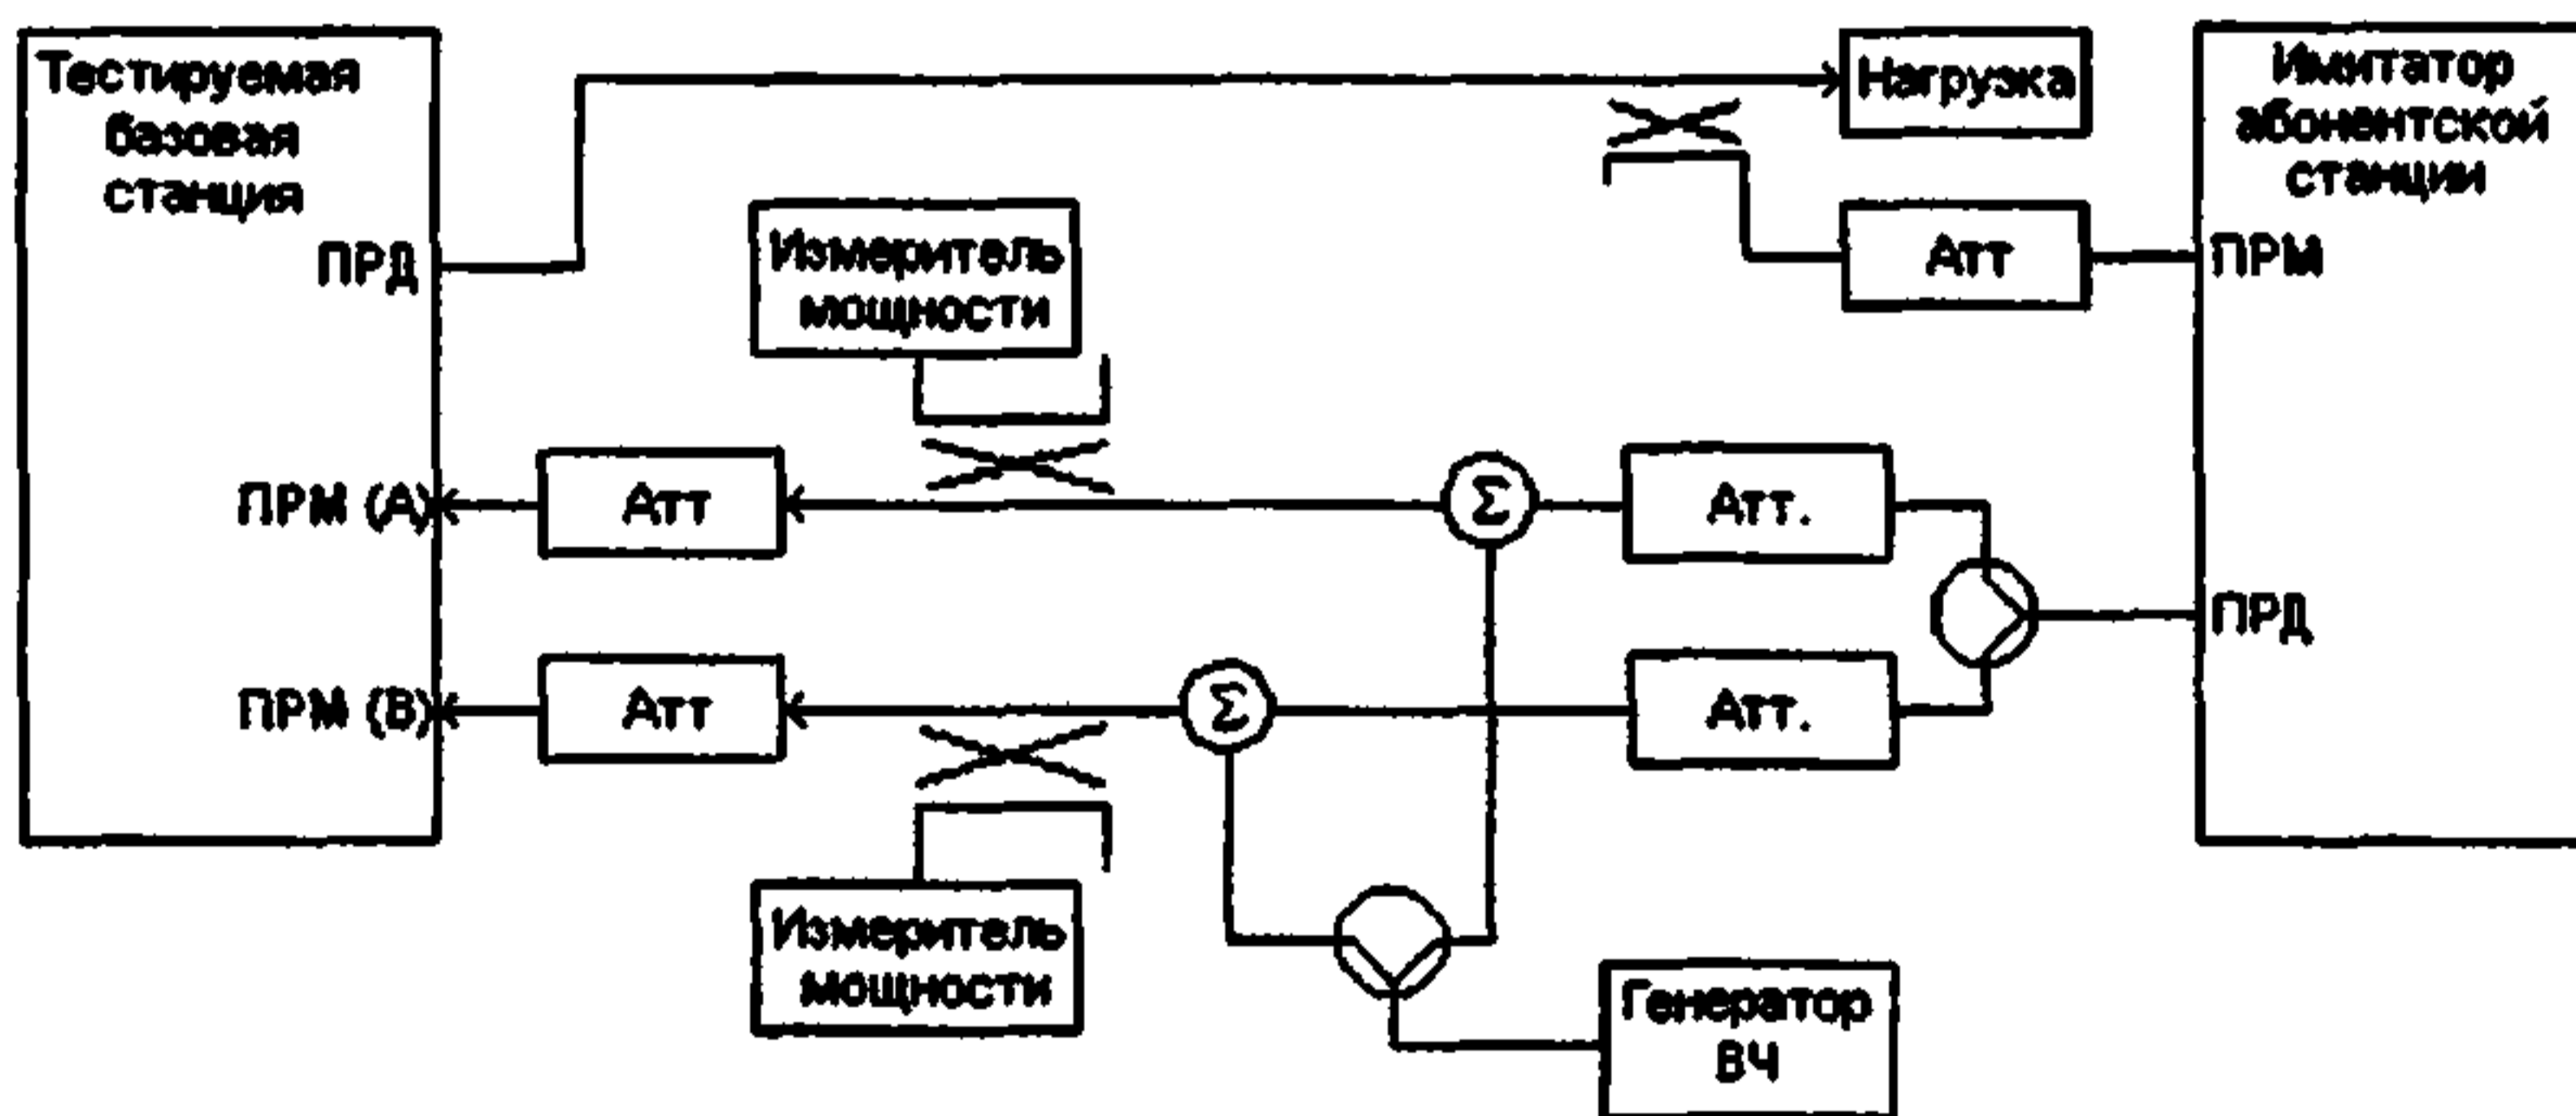 Тестируемая
базовая
станция
ПРД
ПРМ (А)
ПРМ (В)
Измеритель
мощности
Нагрузка
Атт
Имитатор
абонентской
станции
ПРМ
ПРД
Атт
Σ
Атт.
Атт
Σ
Атт.
Измеритель
мощности
Генератор
ВЧ